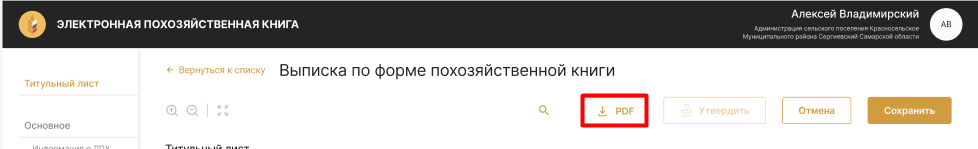 ЭЛЕКТРОННАЯ ПОХОЗЯЙСТВЕННАЯ КНИГА
Алексей Владимирский
Администрация сельского поселения Красносельское
Муниципального района Сергиевский Самарской области
АВ
Титульный лист
← Вернуться к списку Выписка по форме похозяйственной книги
PDF Утвердить Отмена Сохранить
Основное
Информация о ЛПХ
Титульный лист